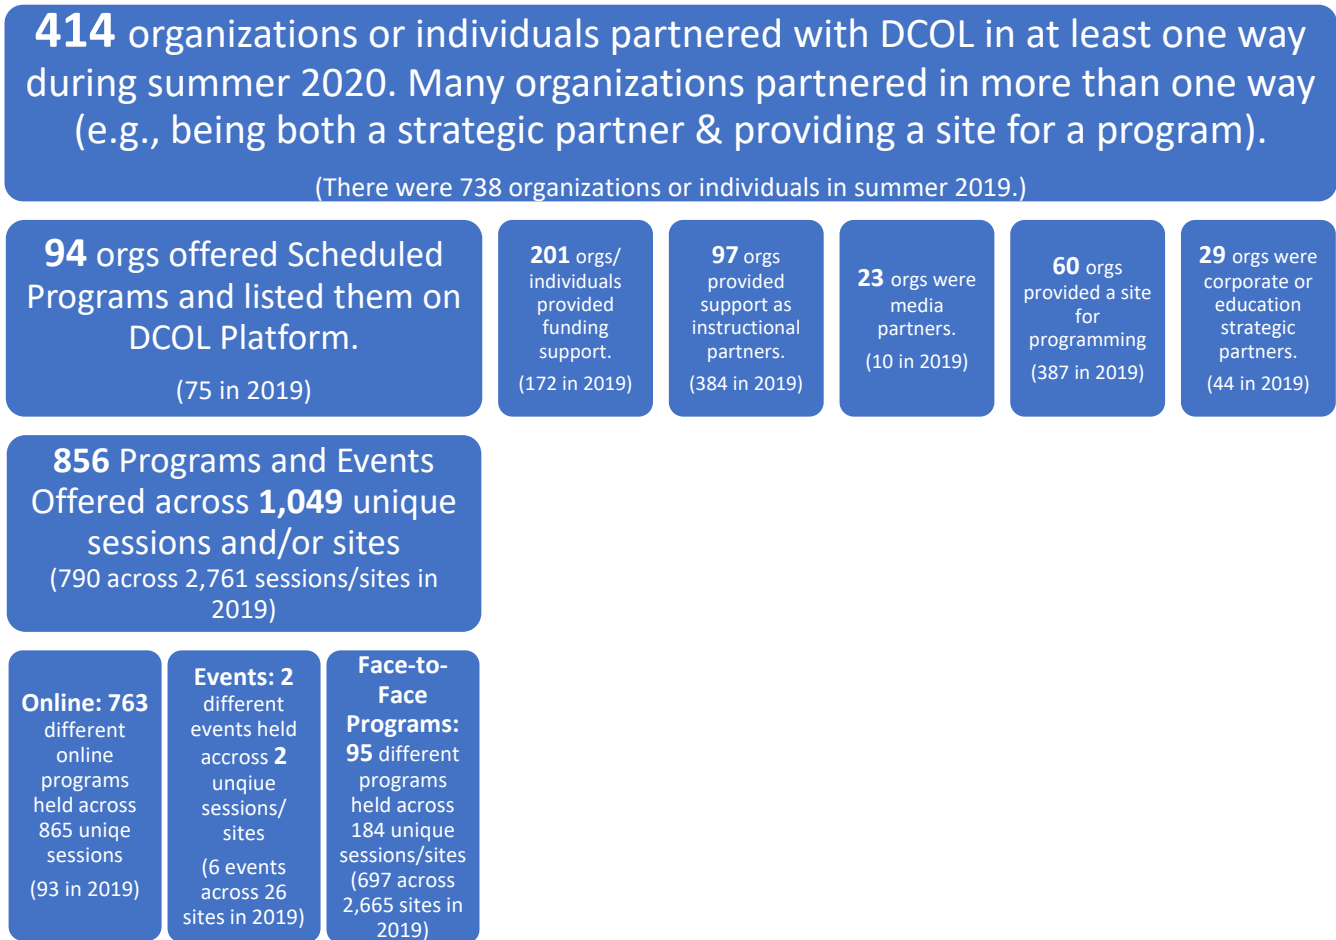 414 organizations or individuals partnered with DCOL in at least one way
during summer 2020. Many organizations partnered in more than one way
(e.g., being both a strategic partner & providing a site for a program).
(There were 738 organizations or individuals in summer 2019.)
94 orgs offered Scheduled
Programs and listed them on
DCOL Platform.
(75 in 2019)
201 orgs/
individuals
provided
funding
support.
(172 in 2019)
97 orgs
provided
support as
instructional
partners.
(384 in 2019)
23 orgs were
media
partners.
(10 in 2019)
60 orgs
provided a site
for
programming
(387 in 2019)
29 orgs were
corporate or
education
strategic
partners.
(44 in 2019)
856 Programs and Events
Offered across 1,049 unique
sessions and/or sites
(790 across 2,761 sessions/sites in
2019)
Online: 763
different
online
programs
held across
865 uniqe
sessions
(93 in 2019)
Events: 2
different
events held
accross 2
unqiue
sessions/
sites
(6 events
across 26
sites in 2019)
Face-to-
Face
Programs:
95 different
programs
held across
184 unique
sessions/sites
(697 across
2,665 sites in
2019)